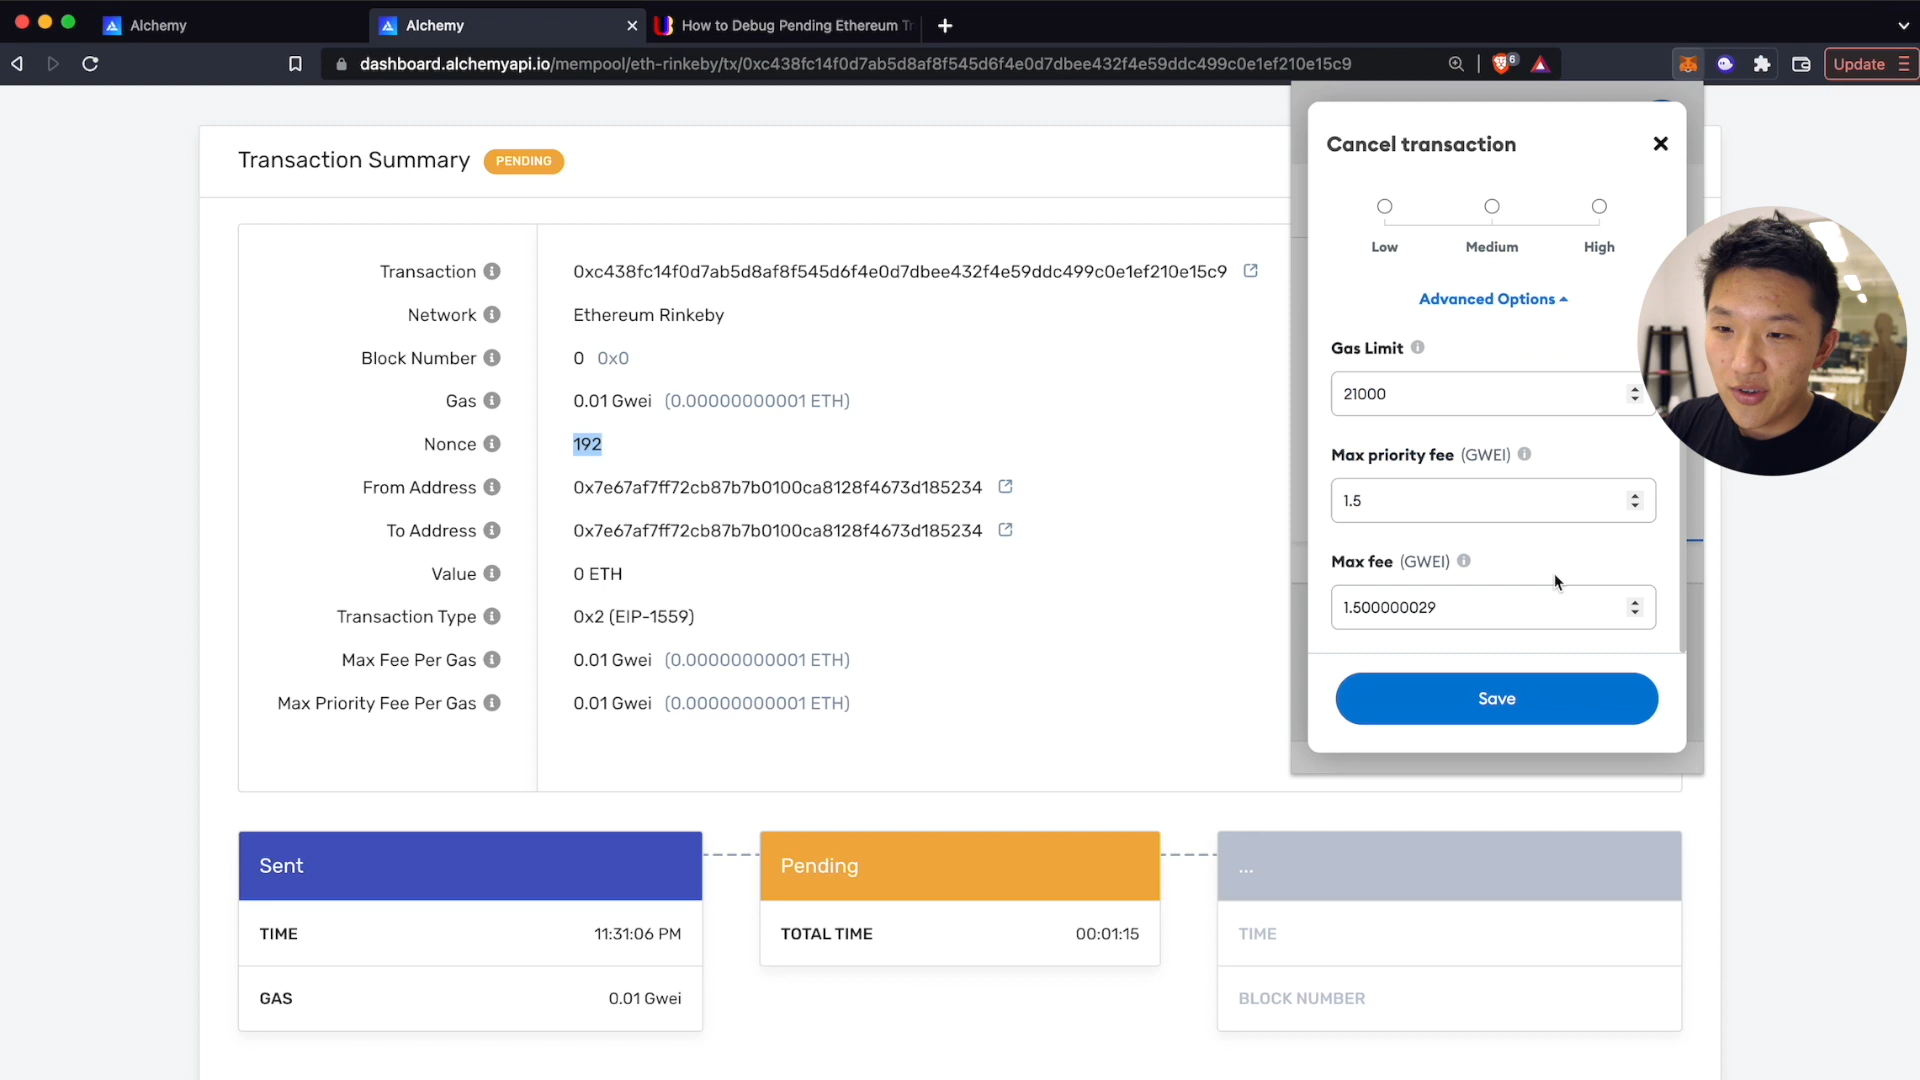 Alchemy
Alchemy
How to Debug Pending Ethereum Tr
dashboard.alchemyapi.io/mempool/eth-rinkeby/tx/0xc438fc14f0d7ab5d8af8f545d6f4e0d7dbee432f4e59ddc499c0e1ef210e15c9
6
Update
Transaction Summary PENDING
Transaction 0xc438fc14f0d7ab5d8af8f545d6f4e0d7dbee432f4e59ddc499c0e1ef210e15c9
Network Ethereum Rinkeby
Block Number 0 0x0
Gas 0.01 Gwei (0.00000000001 ETH)
Nonce 192
From Address 0x7e67af7ff72cb87b7b0100ca8128f4673d185234
To Address 0x7e67af7ff72cb87b7b0100ca8128f4673d185234
Value 0 ETH
Transaction Type 0x2 (EIP-1559)
Max Fee Per Gas 0.01 Gwei (0.00000000001 ETH)
Max Priority Fee Per Gas 0.01 Gwei (0.00000000001 ETH)
Cancel transaction
Low Medium High
Advanced Options
Gas Limit
21000
Max priority fee (GWEI)
1.5
Max fee (GWEI)
1.500000029
Save
Sent
TIME 11:31:06 PM
GAS 0.01 Gwei
Pending
TOTAL TIME 00:01:15
...
TIME
BLOCK NUMBER